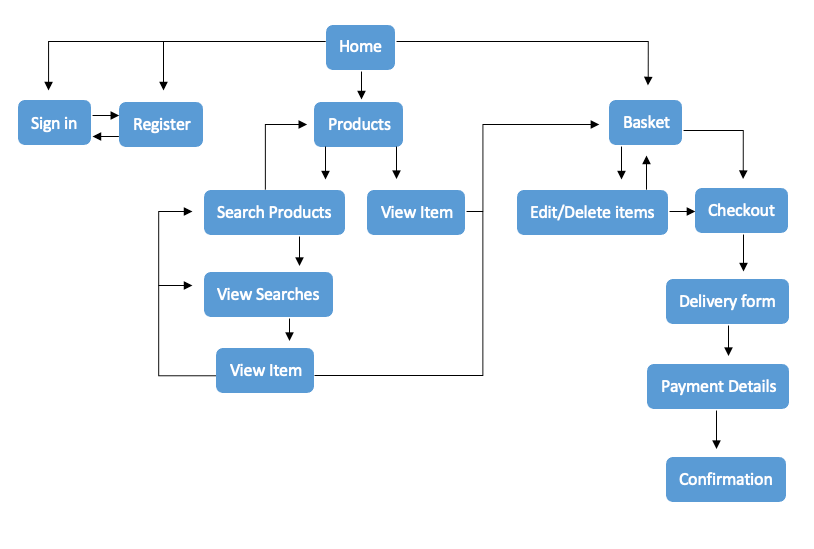 Home
Sign in
Register
Products
Basket
Search Products
View Item
Edit/Delete items
Checkout
View Searches
Delivery form
View Item
Payment Details
Confirmation